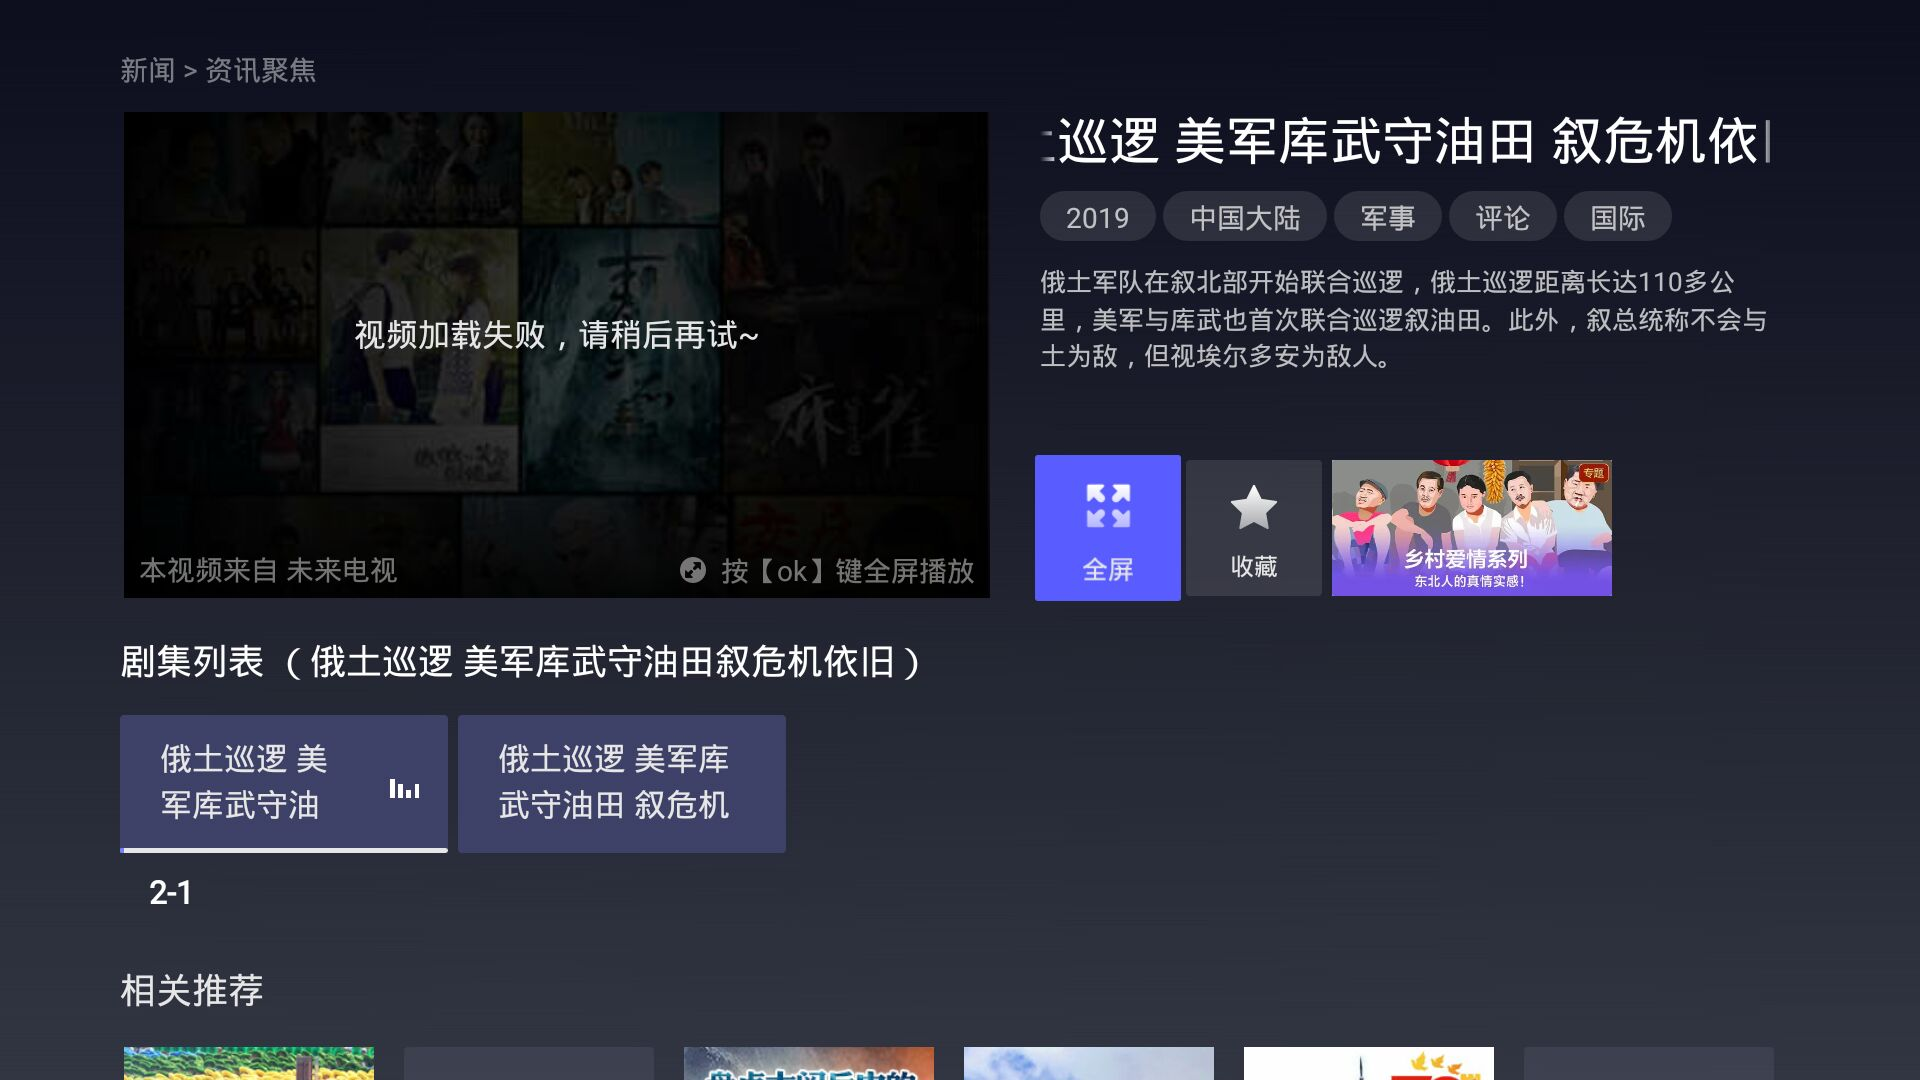 新闻 > 资讯聚焦
巡逻 美军库武守油田 叙危机依
2019
中国大陆
军事
评论
国际
俄土军队在叙北部开始联合巡逻，俄土巡逻距离长达110多公
里，美军与库武也首次联合巡逻叙油田。此外，叙总统称不会与
土为敌，但视埃尔多安为敌人。
视频加载失败，请稍后再试~
麻雀
本视频来自 未来电视
按【ok】键全屏播放
全屏
收藏
专题
乡村爱情系列
东北人的真情实感！
剧集列表 （俄土巡逻 美军库武守油田叙危机依旧）
俄土巡逻 美
军库武守油
俄土巡逻 美军库
武守油田 叙危机
2-1
相关推荐